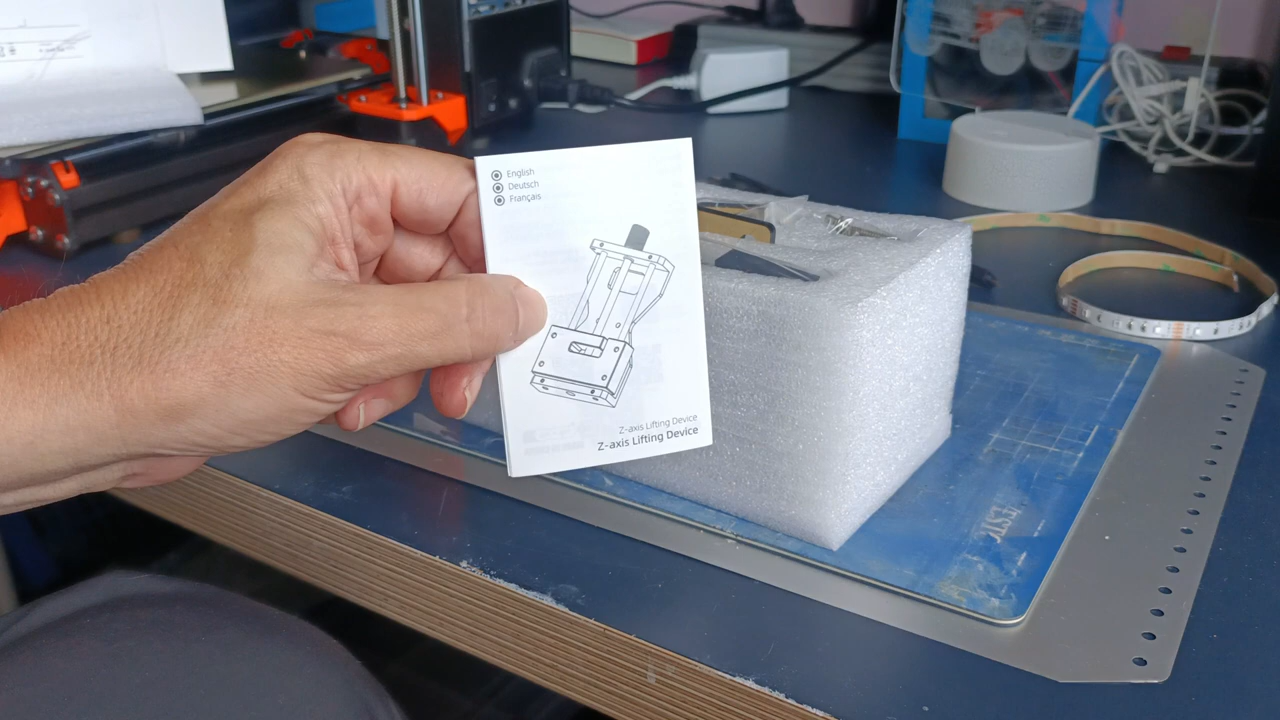 English
Deutsch
Français
Z-axis Lifting Device
Z-axis Lifting Device